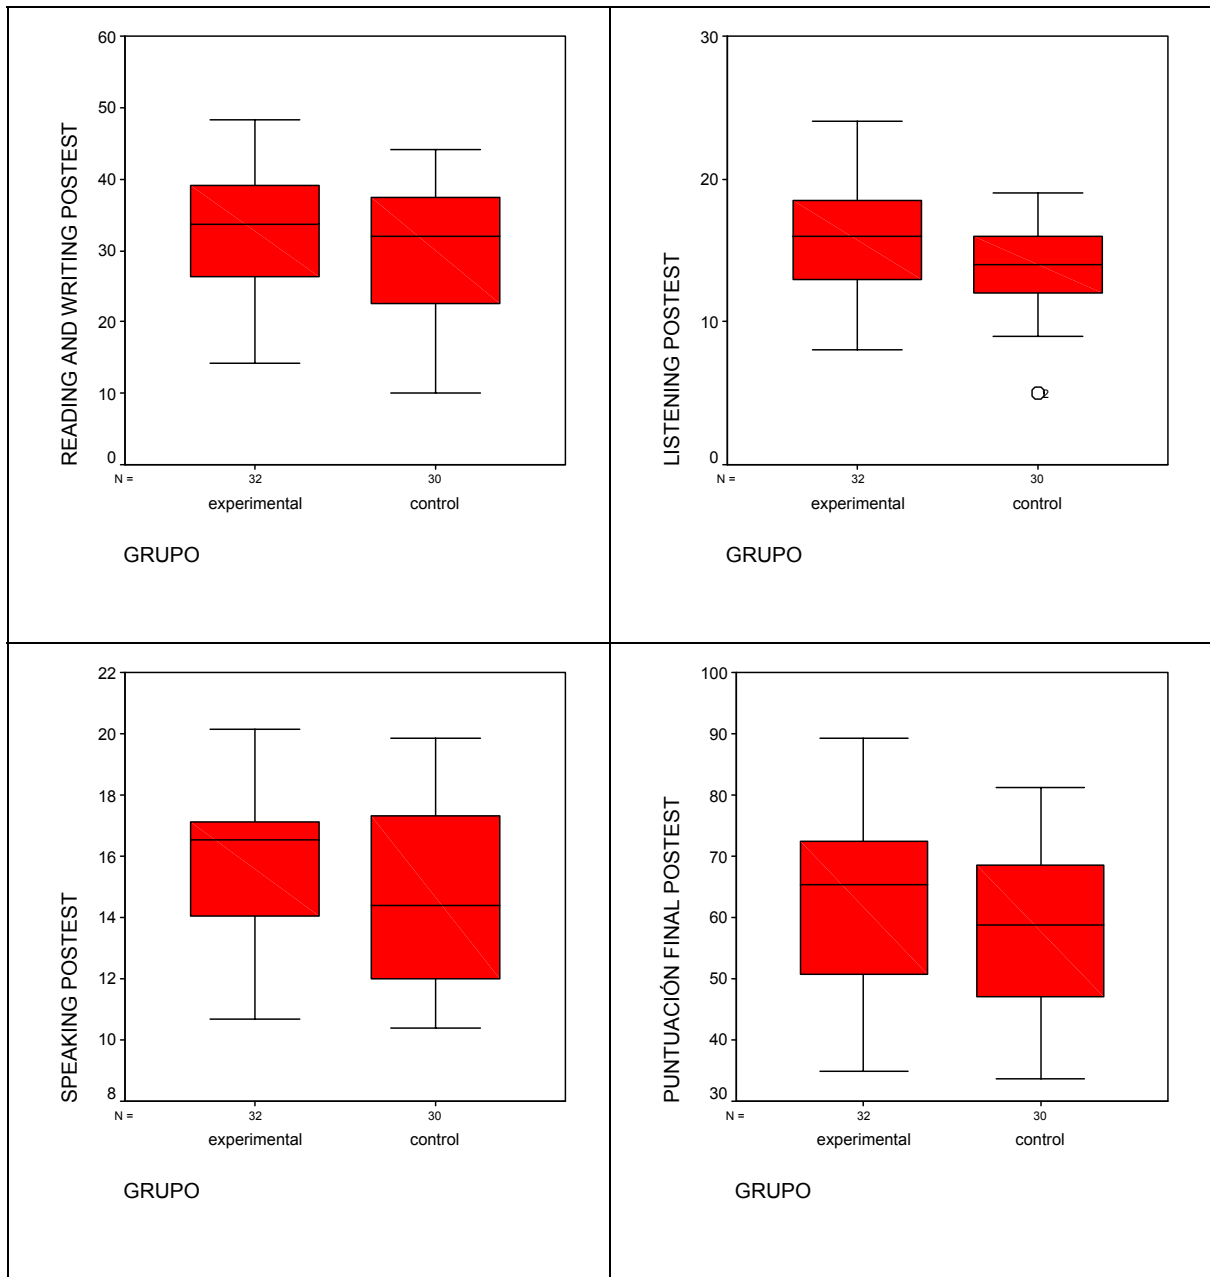 READING AND WRITING POSTEST
60
50
40
30
20
10
0
N =
32
30
experimental
control
GRUPO
LISTENING POSTEST
30
20
10
0
2
N =
32
30
experimental
control
GRUPO
SPEAKING POSTEST
22
20
18
16
14
12
10
8
N =
32
30
experimental
control
GRUPO
PUNTUACIÓN FINAL POSTEST
100
90
80
70
60
50
40
30
N =
32
30
experimental
control
GRUPO